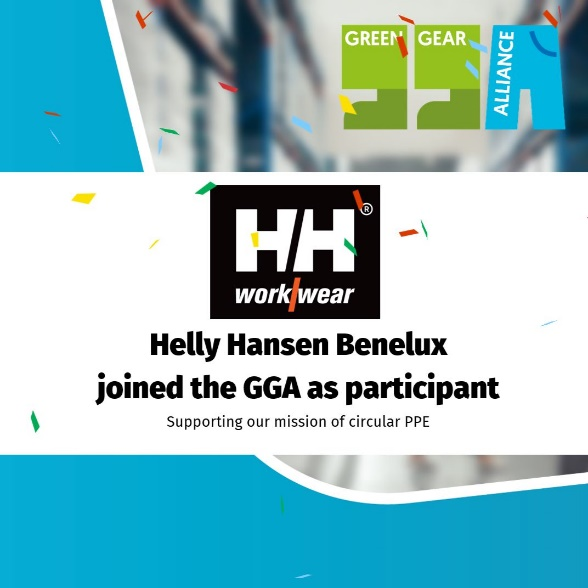 GREEN GEAR
ALLIANCE
HH®
work/wear
Helly Hansen Benelux
joined the GGA as participant
Supporting our mission of circular PPE